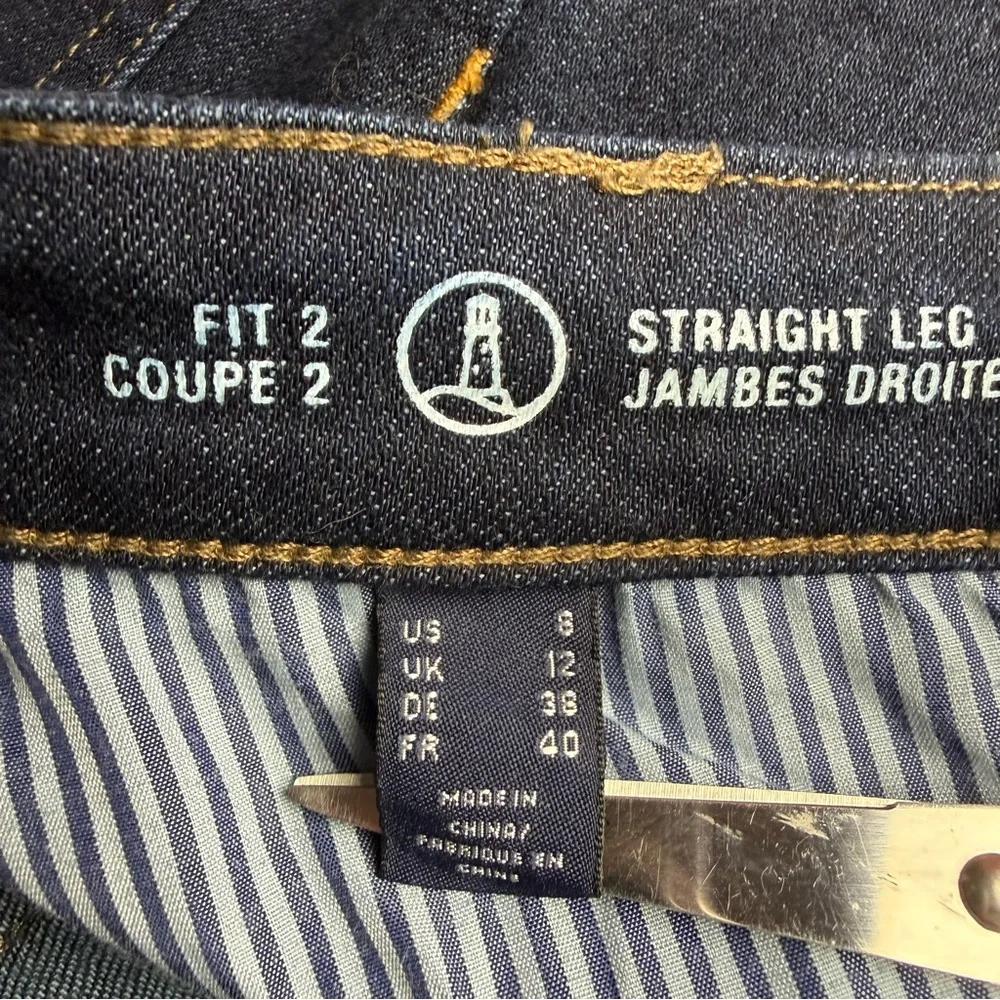 FIT 2
COUPE 2
STRAIGHT LEG
JAMBES DROITE
US 8
UK 12
DE 38
FR 40
MADE IN
CHINA/
FABRIQUE EN
CHINE